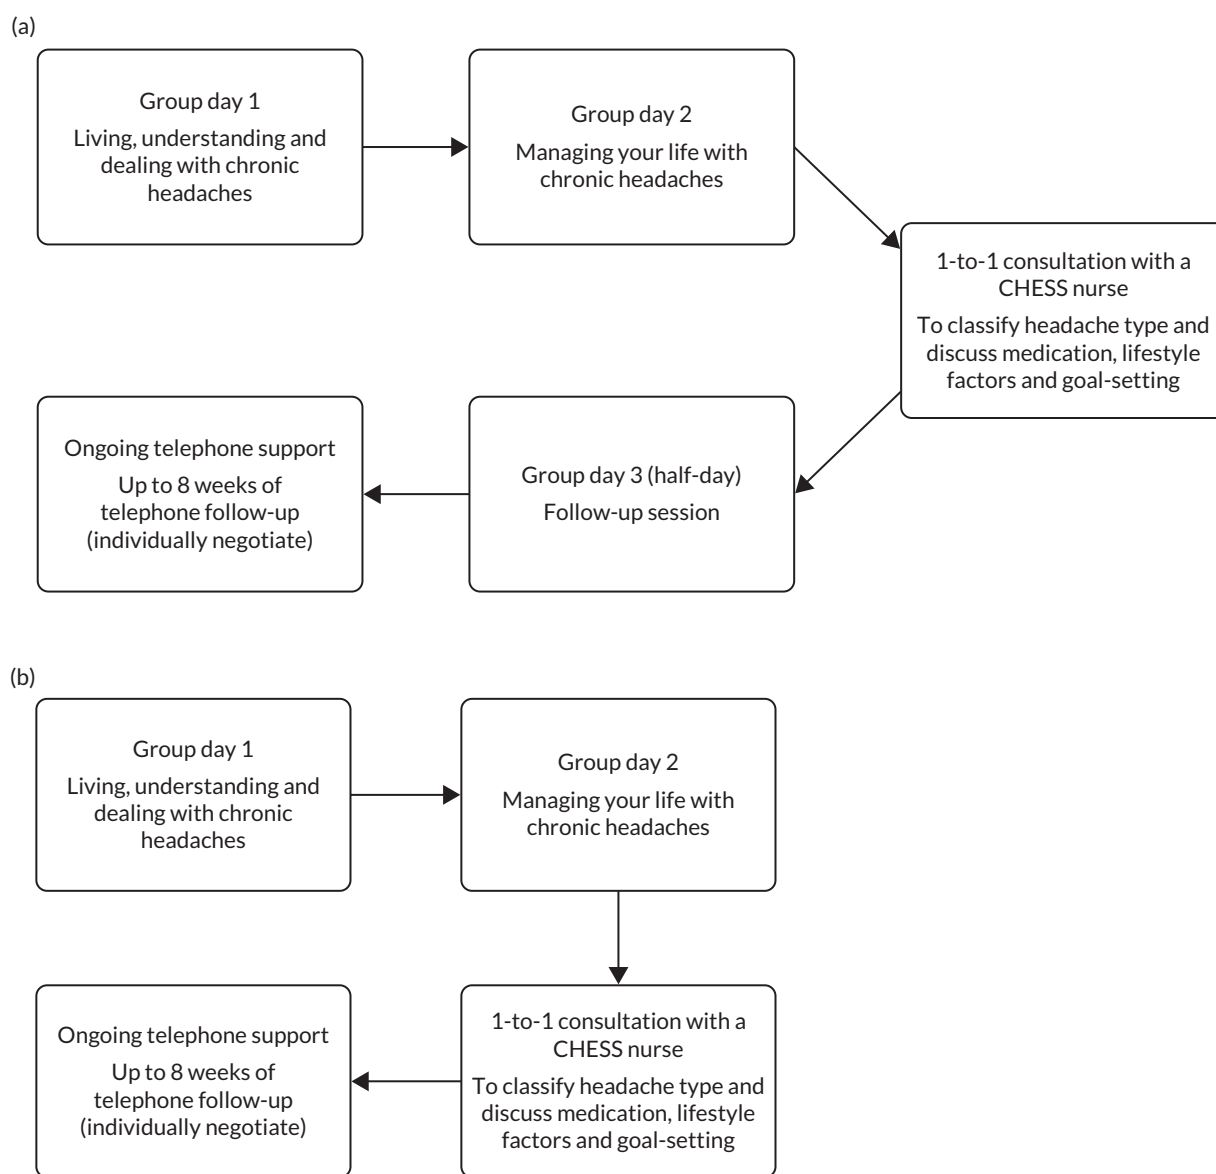 (a)
Group day 1
Living, understanding and
dealing with chronic
headaches
Group day 2
Managing your life with
chronic headaches
1-to-1 consultation with a
CHESS nurse
To classify headache type and
discuss medication, lifestyle
factors and goal-setting
Group day 3 (half-day)
Follow-up session
Ongoing telephone support
Up to 8 weeks of
telephone follow-up
(individually negotiate)
(b)
Group day 1
Living, understanding and
dealing with chronic
headaches
Group day 2
Managing your life with
chronic headaches
1-to-1 consultation with a
CHESS nurse
To classify headache type and
discuss medication, lifestyle
factors and goal-setting
Ongoing telephone support
Up to 8 weeks of
telephone follow-up
(individually negotiate)